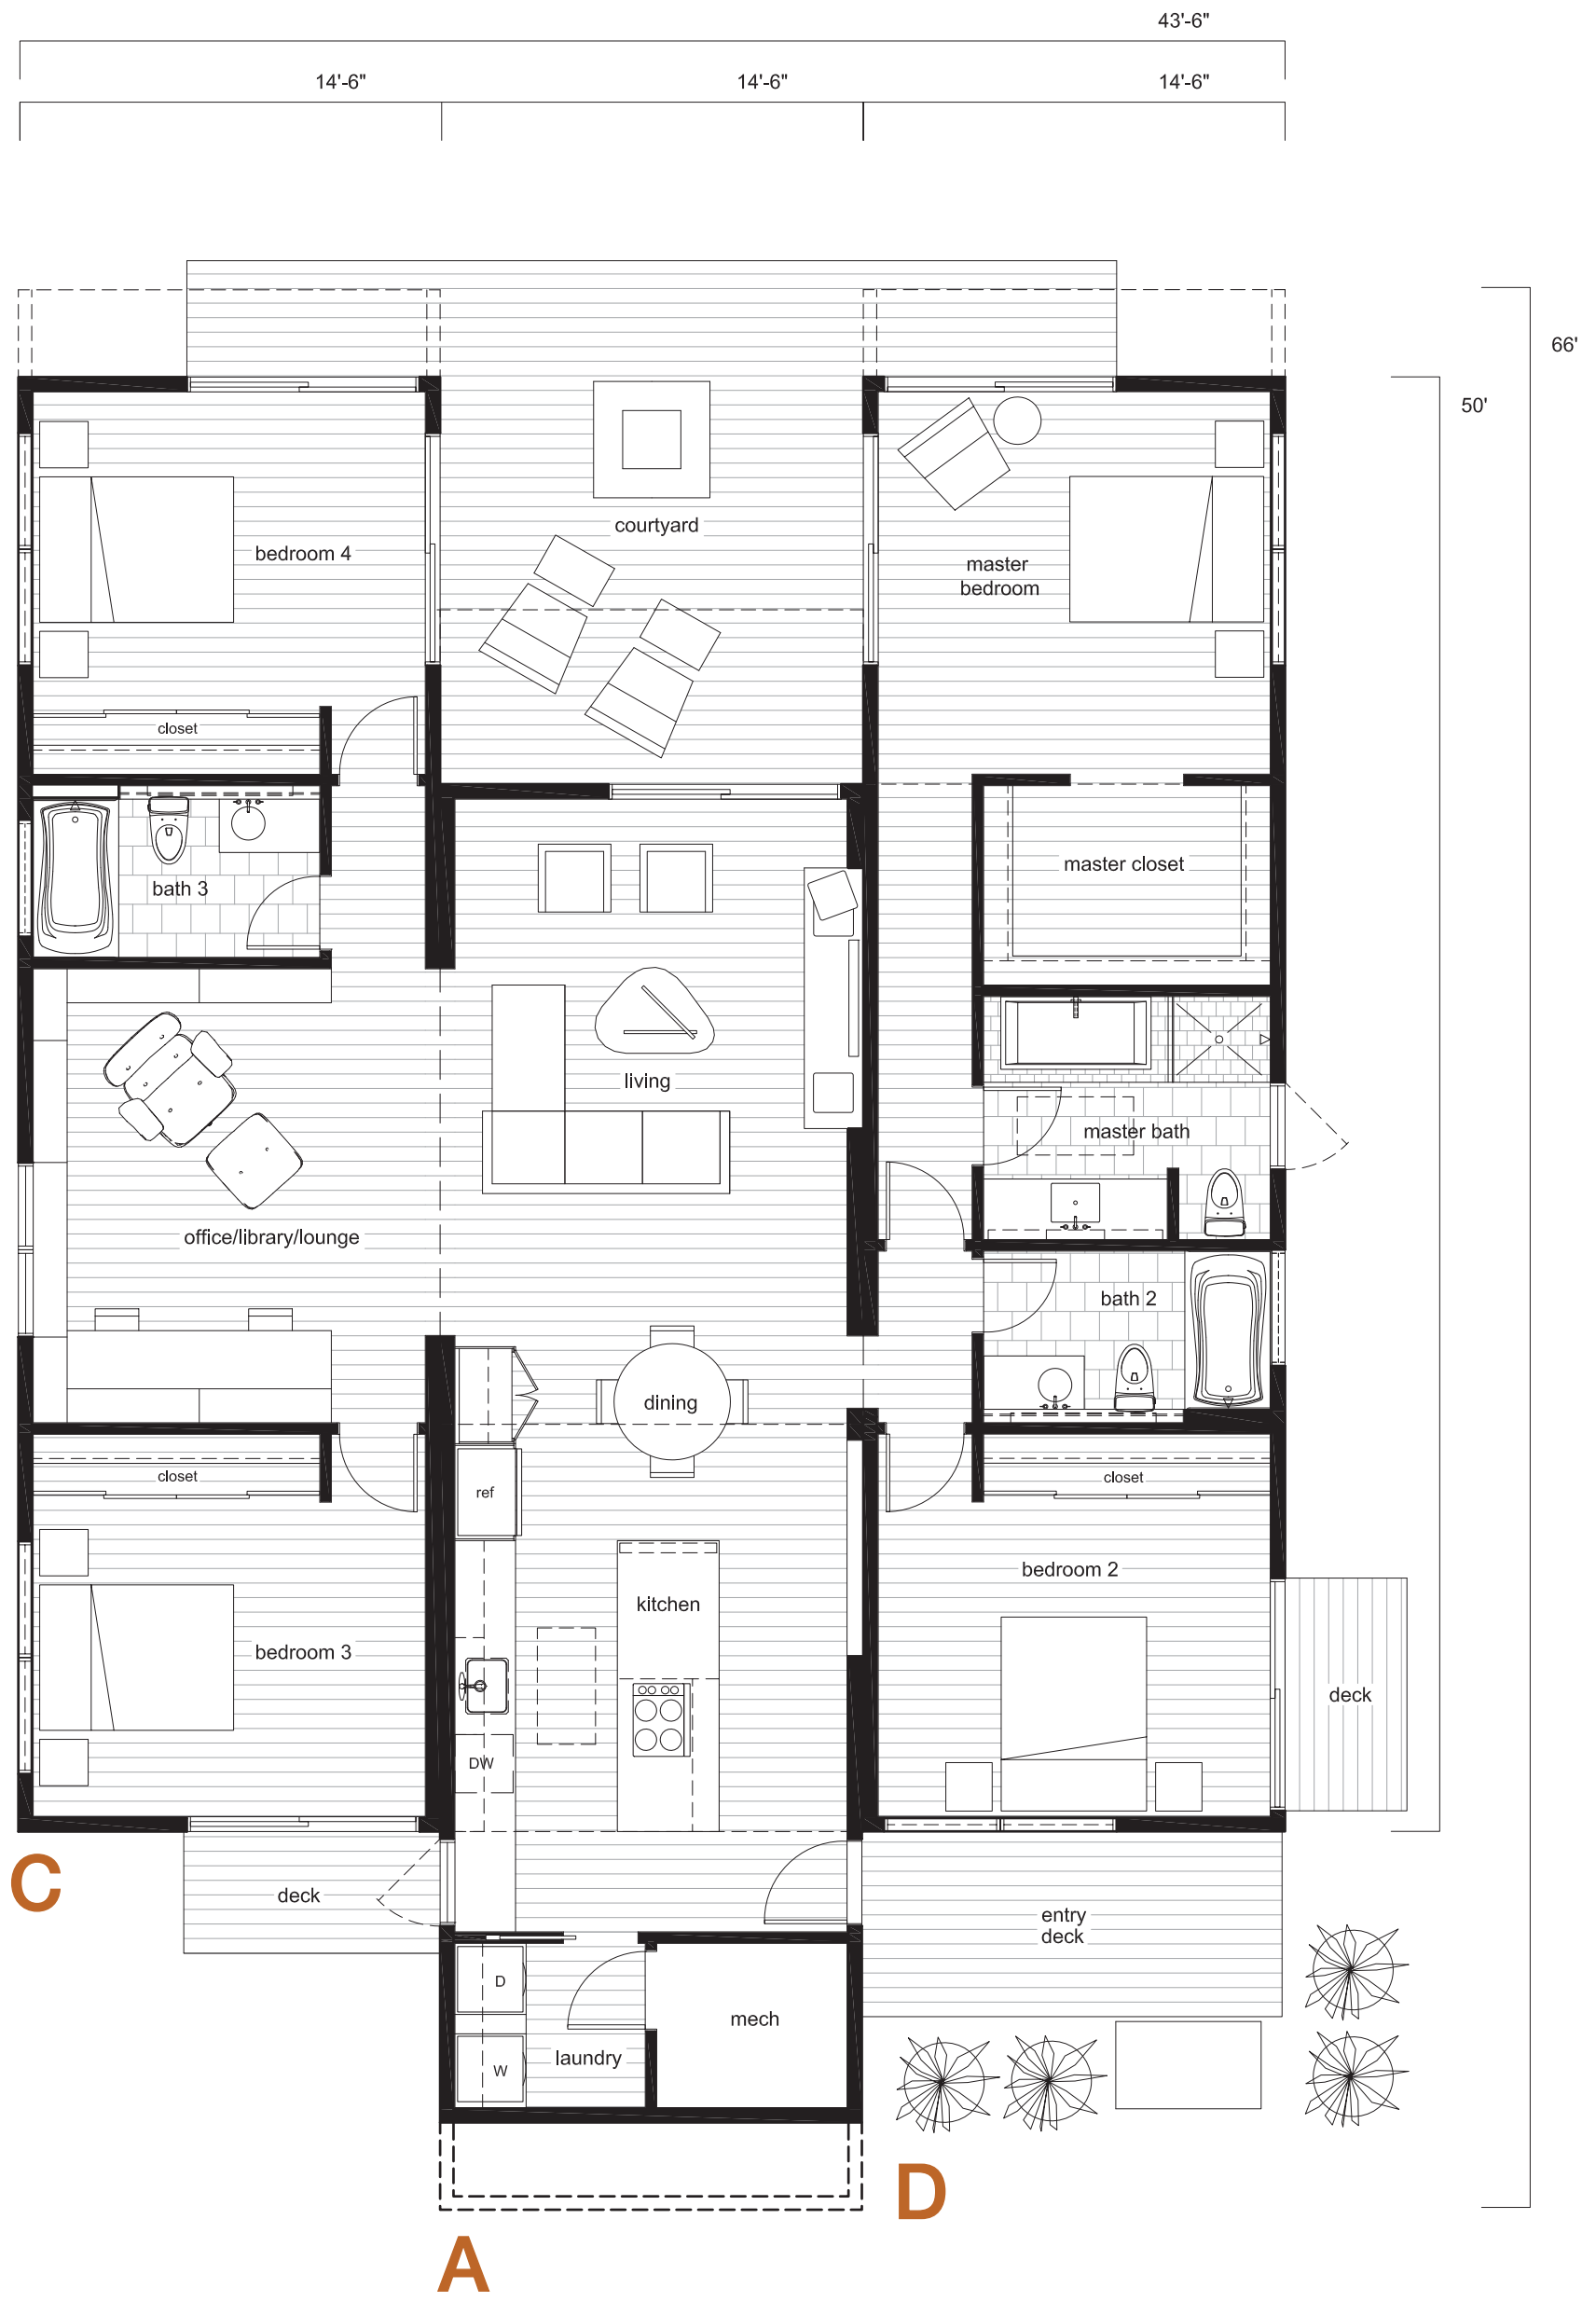 43'-6"
14'-6"
14'-6"
14'-6"
66'
50'
courtyard
bedroom 4
master
bedroom
closet
master closet
bath 3
living
master bath
office/library/lounge
bath 2
dining
closet
ref
closet
bedroom 2
kitchen
bedroom 3
deck
DW
C
deck
entry
deck
D
mech
laundry
W
D
A